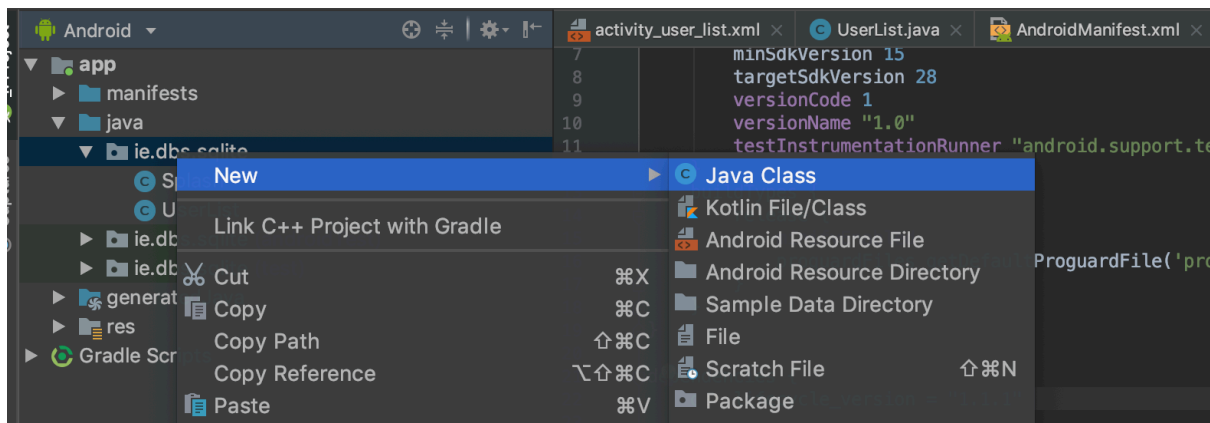 Android
activity_user_list.xml
UserList.java
AndroidManifest.xml
app
manifests
java
ie.dbs.sqlite
ie.db
ie.db
generat
res
Gradle Scr
7 minSdkVersion 15
8 targetSdkVersion 28
9 versionCode 1
10 versionName "1.0"
11 testInstrumentationRunner "android.support.te
ProguardFile('pro
New
Link C++ Project with Gradle
Cut ⌘X
Copy ⌘C
Copy Path ⇧⌘C
Copy Reference ⌥⇧⌘C
Paste ⌘V
Java Class
Kotlin File/Class
Android Resource File
Android Resource Directory
Sample Data Directory
File
Scratch File ⇧⌘N
Package